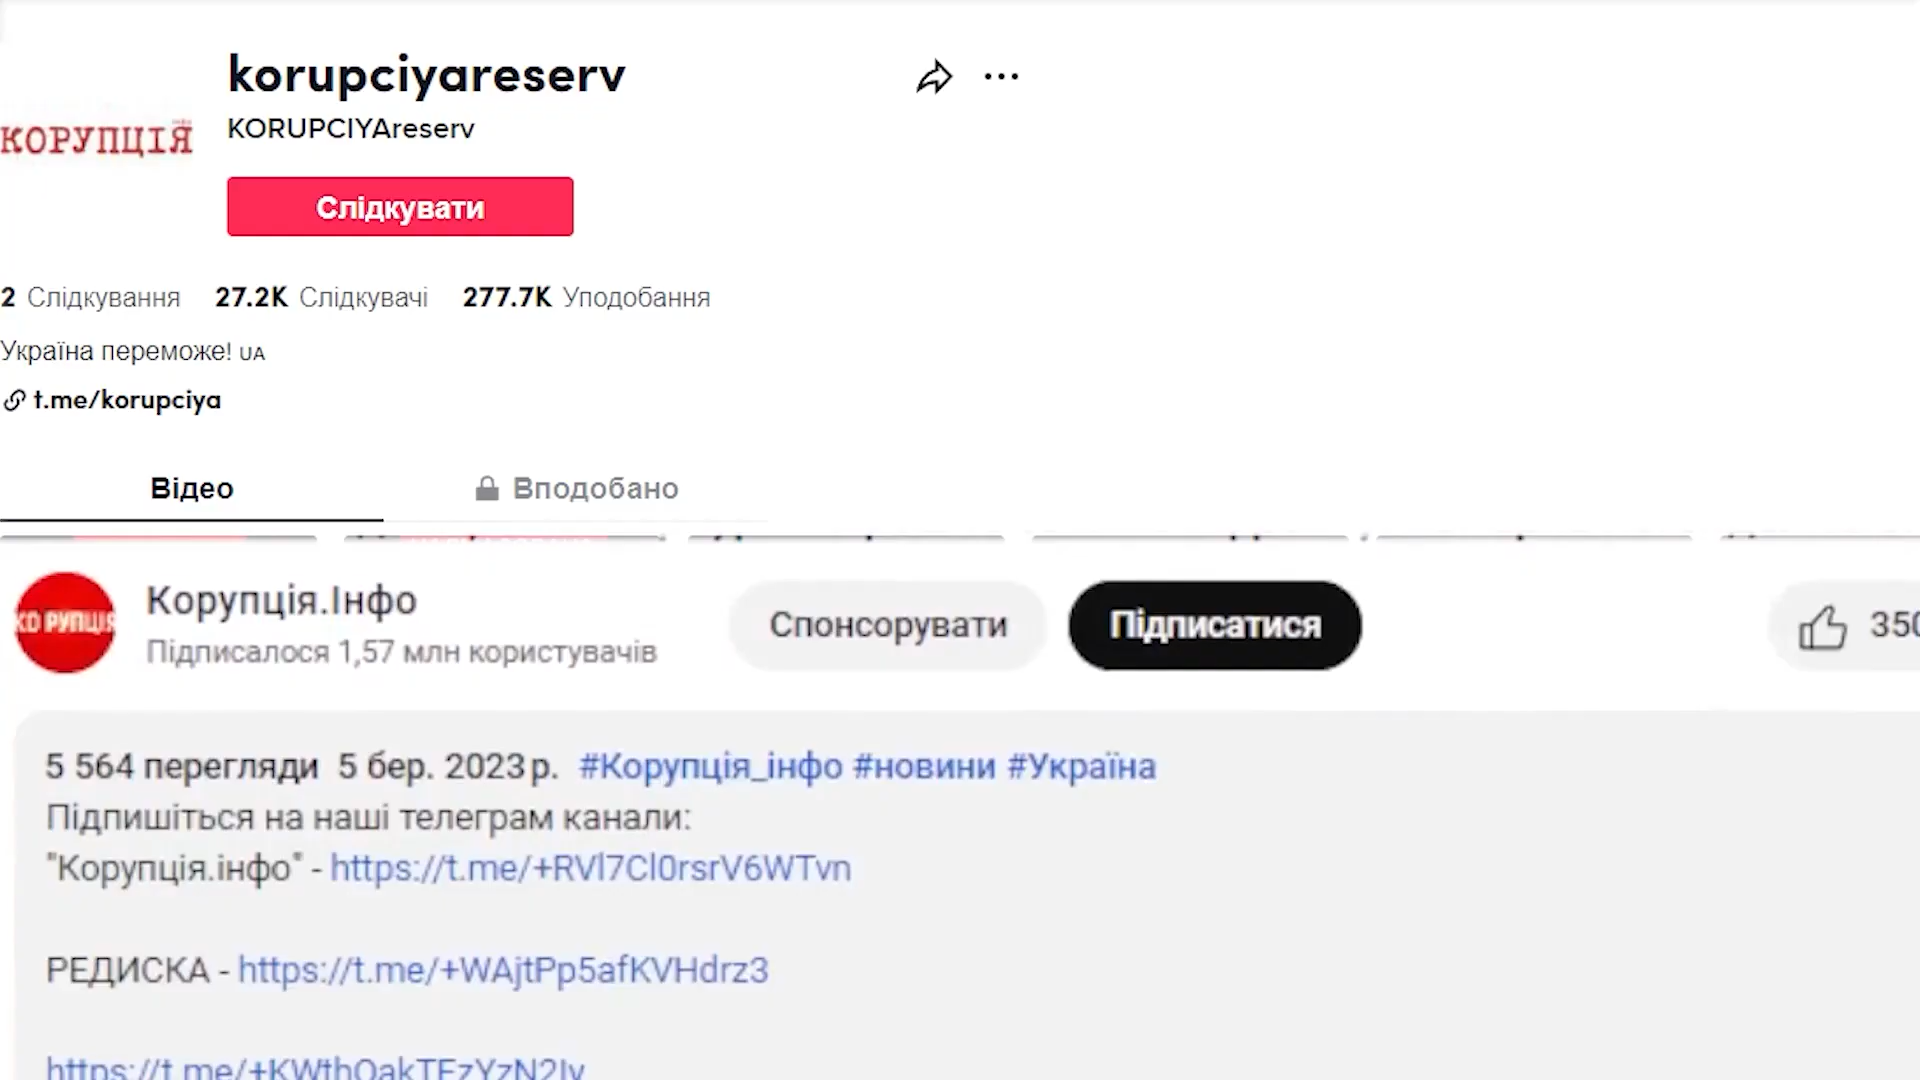 korupciyareserv
KORUPCIYAreserv
КОРУПЦІЯ
Слідкувати
2 Слідкування 27.2K Слідкувачі 277.7K Уподобання
Україна переможе! UA
t.me/korupciya
Відео Вподобано
КОРУПЦІЯ
Корупція.Інфо
Підписалося 1,57 млн користувачів
Спонсорувати Підписатися 350
5 564 перегляди 5 бер. 2023 р. #Корупція_інфо #новини #Україна
Підпишіться на наші телеграм канали:
"Корупція.інфо" - https://t.me/+RVl7Cl0rsrV6WTvn
РЕДИСКА - https://t.me/+WAjtPp5afKVHdrz3